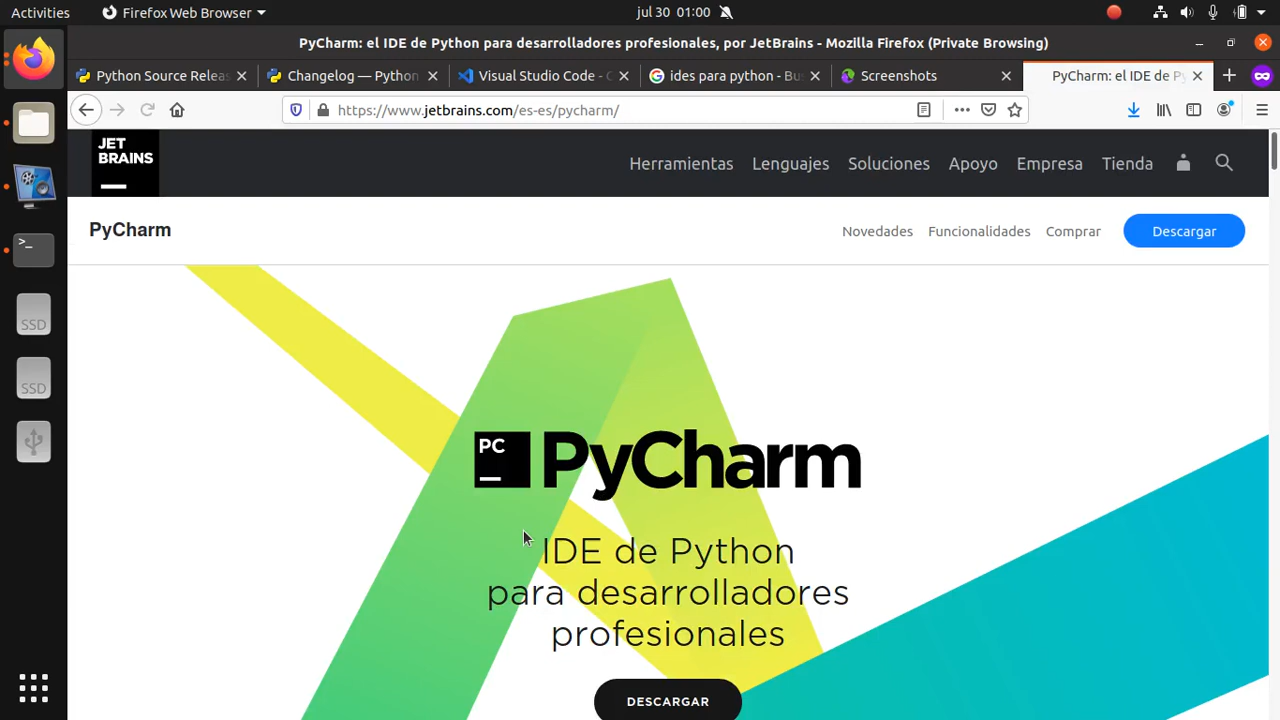 Activities
Firefox Web Browser
jul 30 01:00
PyCharm: el IDE de Python para desarrolladores profesionales, por JetBrains - Mozilla Firefox (Private Browsing)
Python Source Releas
Changelog — Python
Visual Studio Code - C
ides para python - Bus
Screenshots
PyCharm: el IDE de Py
https://www.jetbrains.com/es-es/pycharm/
JET BRAINS
Herramientas Lenguajes Soluciones Apoyo Empresa Tienda
PyCharm
Novedades Funcionalidades Comprar Descargar
PC PyCharm
IDE de Python
para desarrolladores
profesionales
DESCARGAR
SSD
SSD